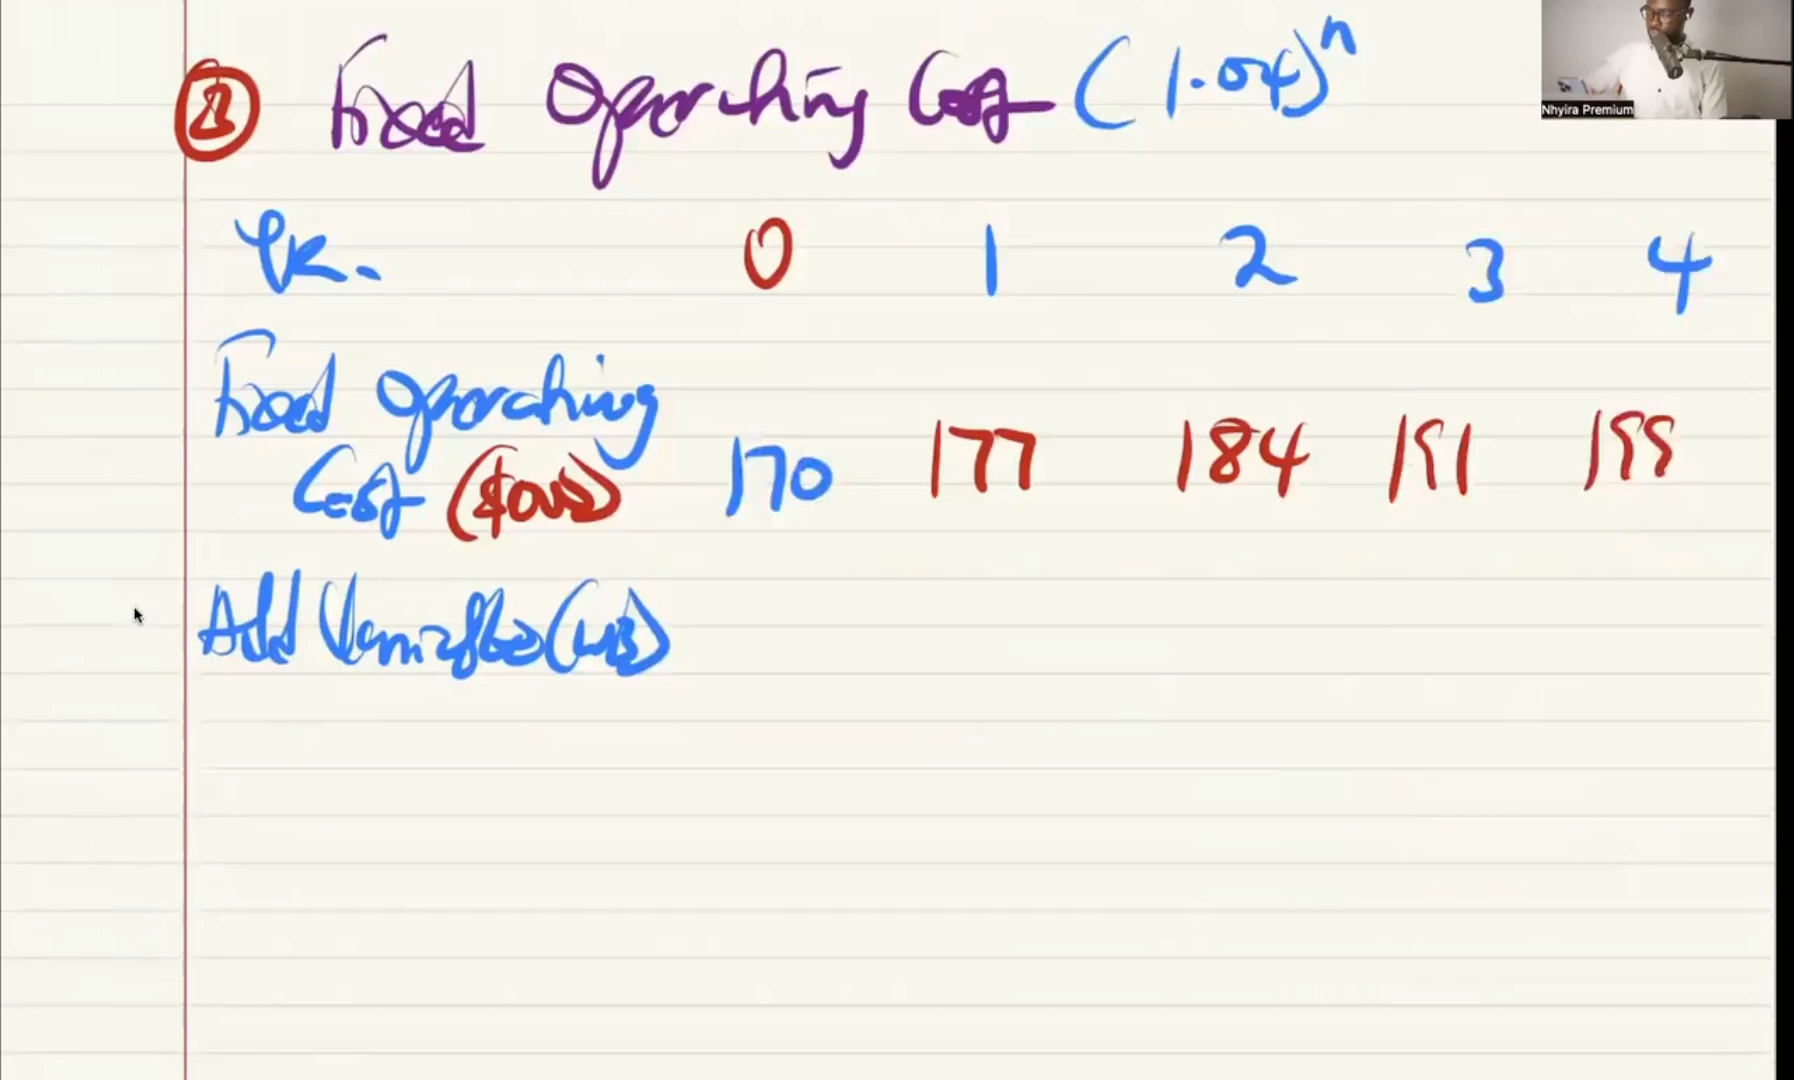 ② Fixed Operating Cost (1.04)ⁿ
Nhyira Premium
YR. 0 1 2 3 4
Fixed Operating
Cost ($000) 170 177 184 191 199
Add Variable (W1)